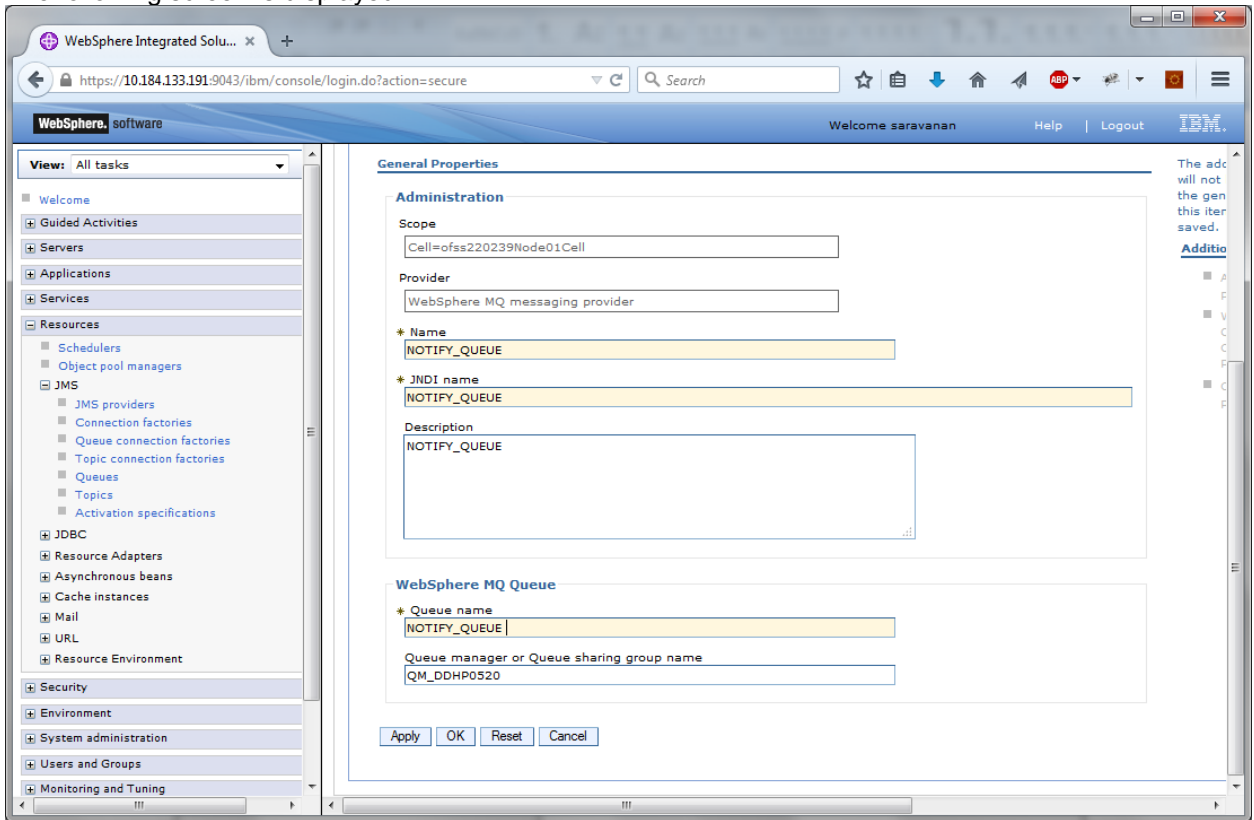 WebSphere Integrated Solu...
https://10.184.133.191:9043/ibm/console/login.do?action=secure
Search
ABP
WebSphere. software
Welcome saravanan
Help | Logout
IBM.
View: All tasks
Welcome
Guided Activities
Servers
Applications
Services
Resources
Schedulers
Object pool managers
JMS
JMS providers
Connection factories
Queue connection factories
Topic connection factories
Queues
Topics
Activation specifications
JDBC
Resource Adapters
Asynchronous beans
Cache instances
Mail
URL
Resource Environment
Security
Environment
System administration
Users and Groups
Monitoring and Tuning
General Properties
Administration
Scope
Cell=ofss220239Node01Cell
Provider
WebSphere MQ messaging provider
* Name
NOTIFY_QUEUE
* JNDI name
NOTIFY_QUEUE
Description
NOTIFY_QUEUE
WebSphere MQ Queue
* Queue name
NOTIFY_QUEUE
Queue manager or Queue sharing group name
QM_DDHP0520
Apply OK Reset Cancel
The
will not
the gen
this
saved.